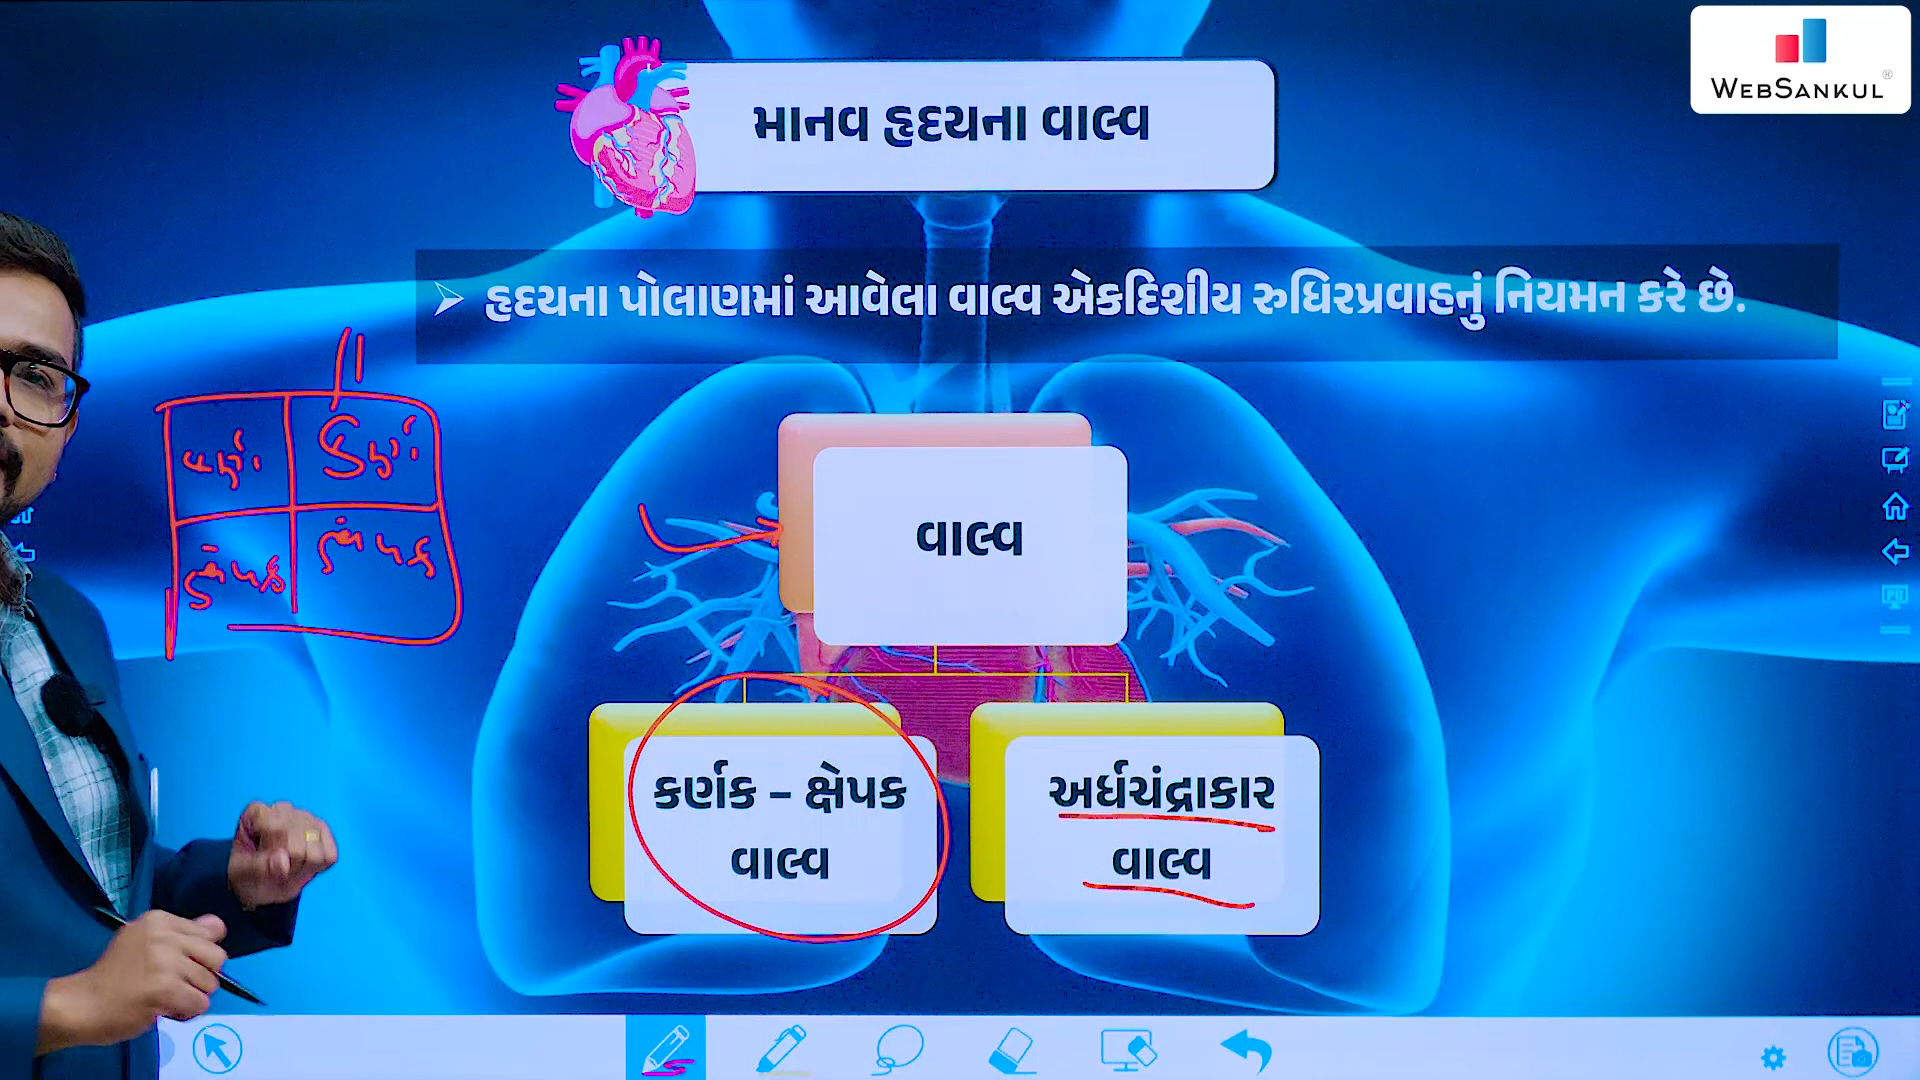 WEBSANKUL
માનવ હૃદયના વાલ્વ
➢ હૃદયના પોલાણમાં આવેલા વાલ્વ એકદિશીય રુધિરપ્રવાહનું નિયમન કરે છે.
વાલ્વ
કર્ણક – ક્ષેપક
વાલ્વ
અર્ધચંદ્રાકાર
વાલ્વ